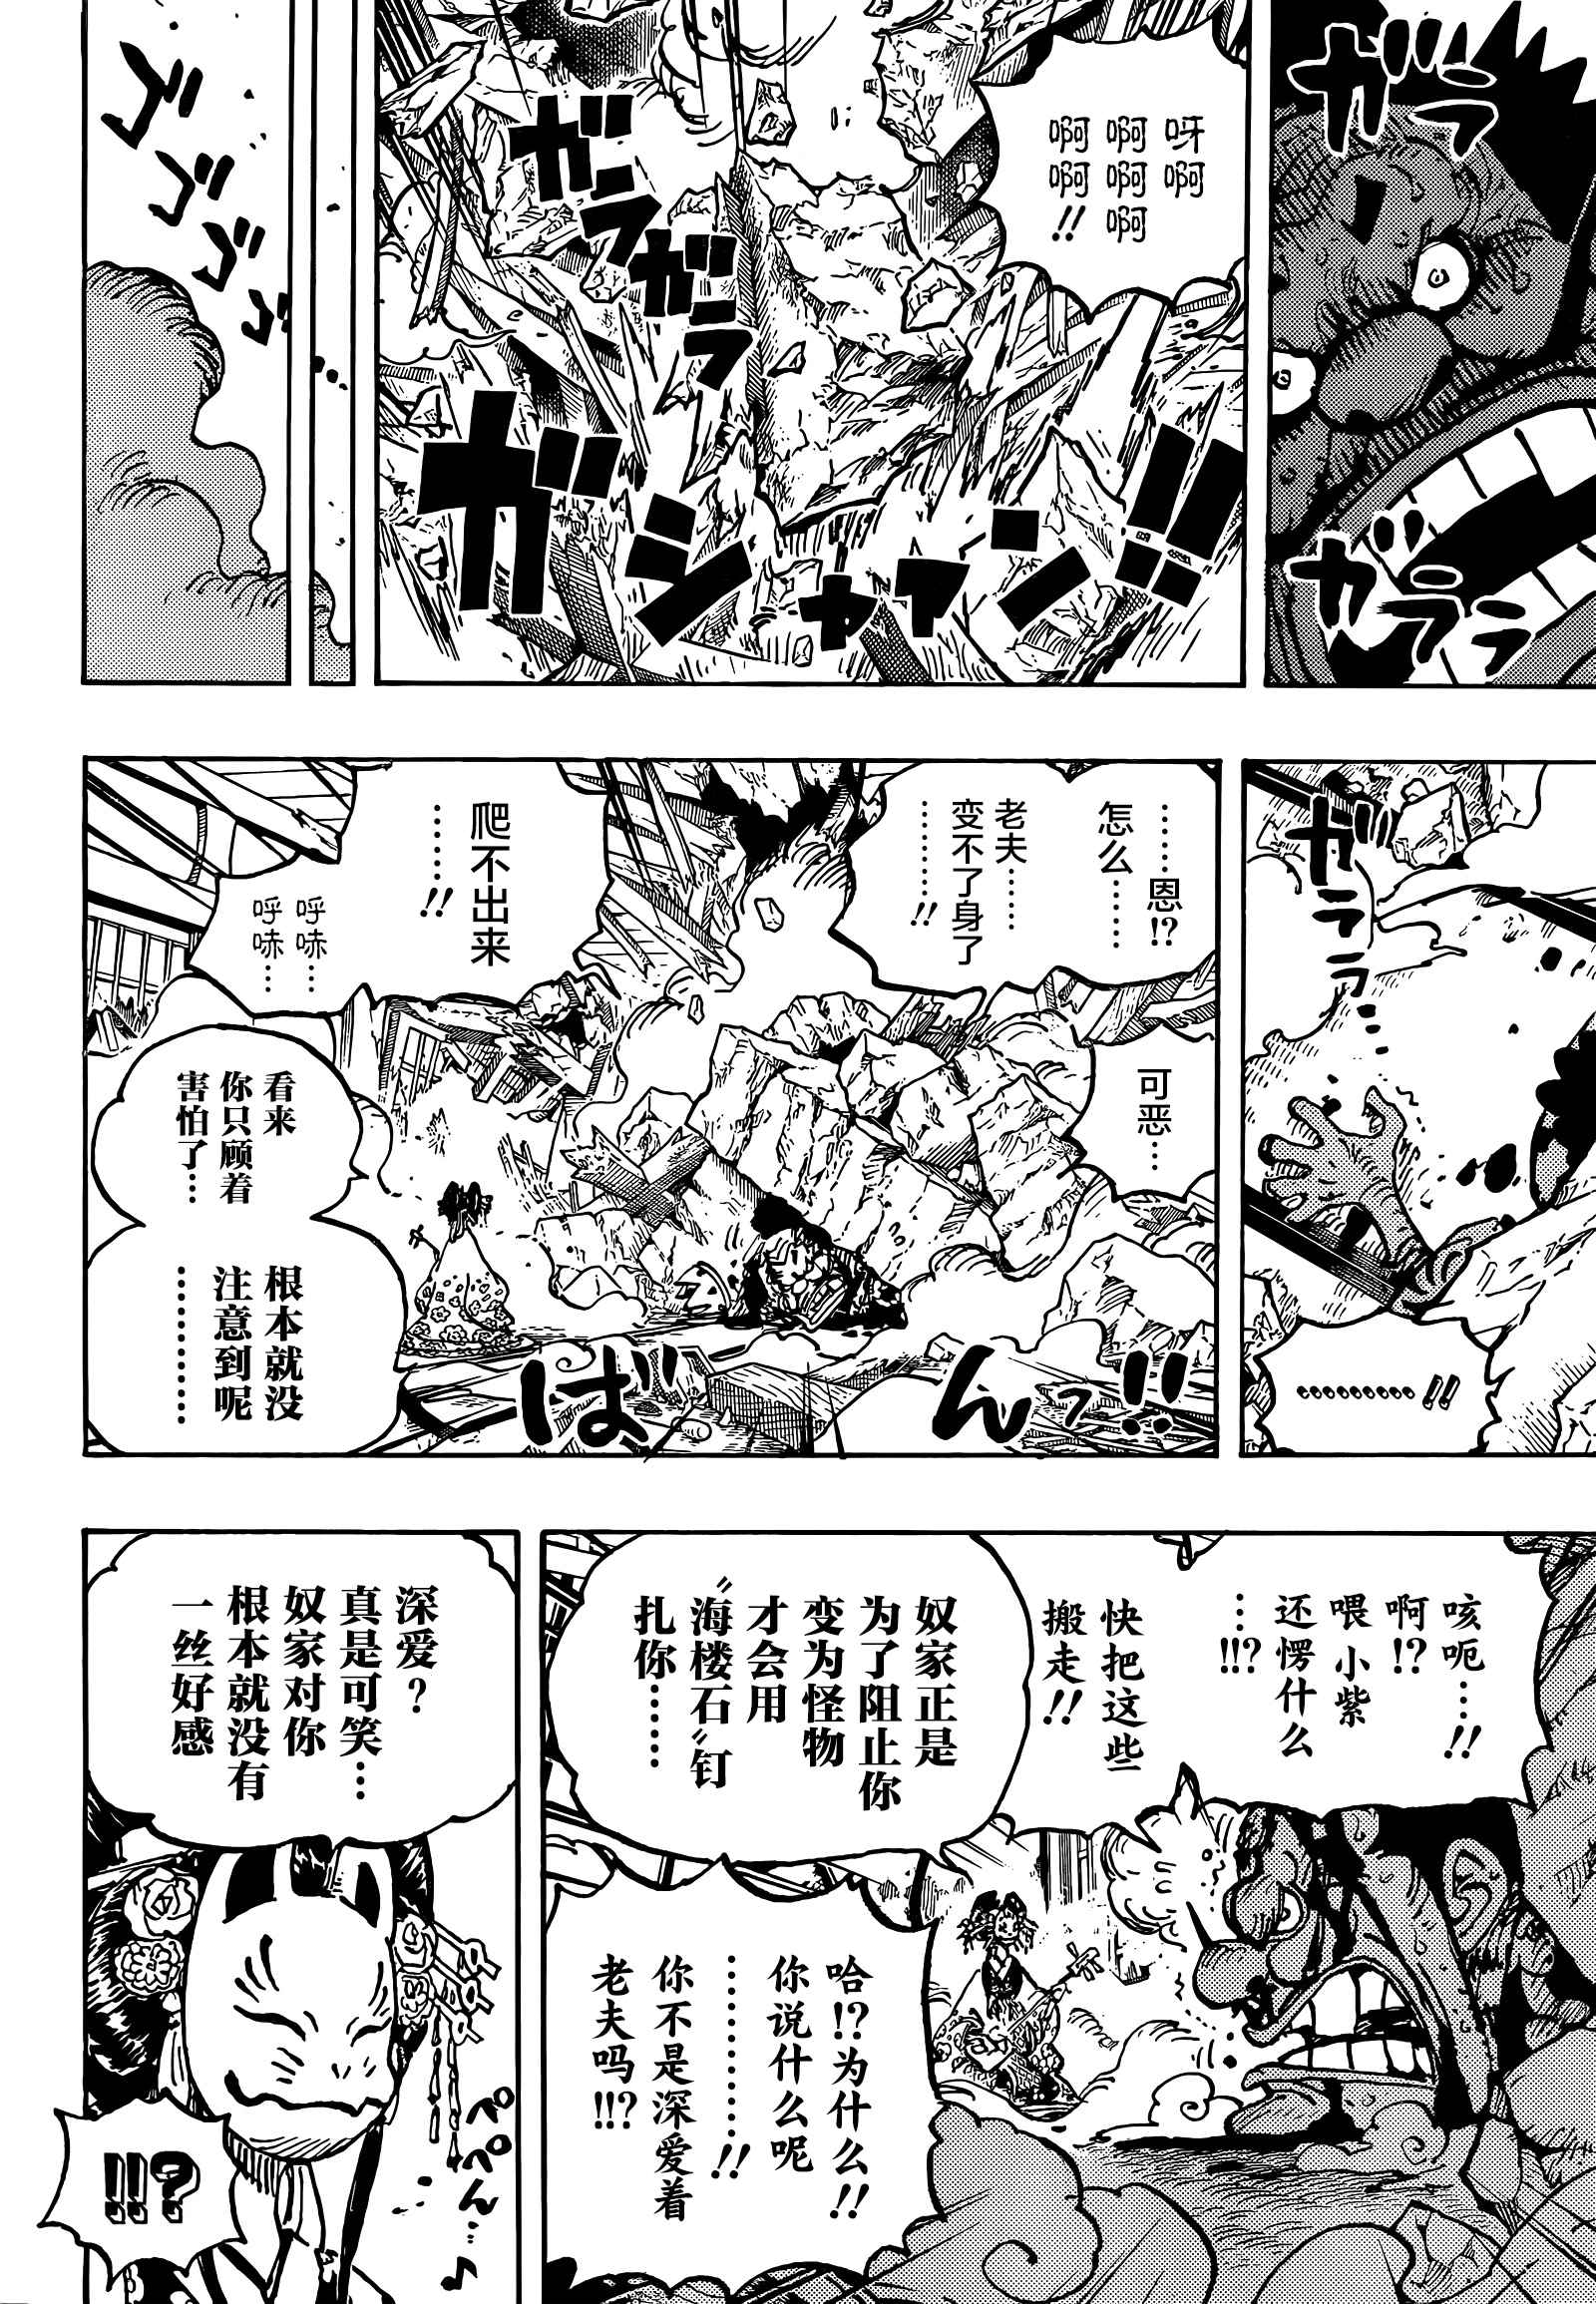 ガラ
ガララ
呀啊
啊啊啊
啊啊!!
ガラガラ
ガシャアン!!
ララララ
ガララ…
………!!
……恩!?
怎么……
老夫……
变不了身了
……!!
爬不出来
……!!
呼哧…
呼哧…
可恶…
看来
你只顾着
害怕了…
根本就没
注意到呢
………
ばんッ!!
咳呃…!!
啊!?
喂小紫
还愣什么
…!!?
快把这些
搬走!!
奴家正是
为了阻止你
变为怪物
才会用
〝海楼石〞钉
扎你……
哈!?为什么!!
你说什么呢
……!!
你不是深爱着
老夫吗!!?
深爱?
真是可笑…
奴家对你
根本就没有
一丝好感
ぺぺん…♪
!!?